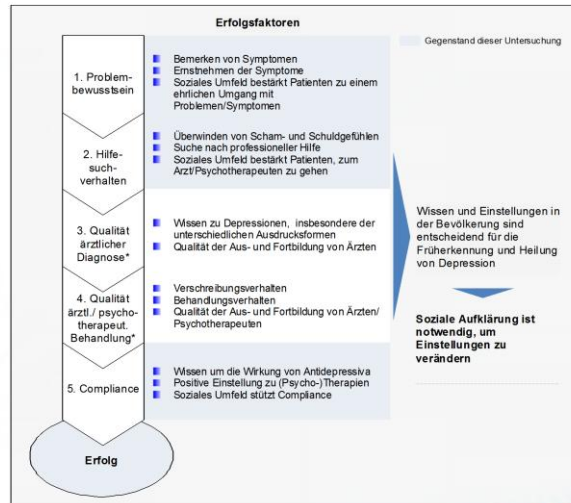 Erfolgsfaktoren
Gegenstand dieser Untersuchung
1. Problem-
bewusstsein
Bemerken von Symptomen
Ernstnehmen der Symptome
Soziales Umfeld bestärkt Patienten zu einem
ehrlichen Umgang mit
Problemen/Symptomen
2. Hilfe-
such-
verhalten
Überwinden von Scham- und Schuldgefühlen
Suche nach professioneller Hilfe
Soziales Umfeld bestärkt Patienten, zum
Arzt/Psychotherapeuten zu gehen
3. Qualität
ärztlicher
Diagnose*
Wissen zu Depressionen, insbesondere der
unterschiedlichen Ausdrucksformen
Qualität der Aus- und Fortbildung von Ärzten
4. Qualität
ärztl./ psycho-
therapeut.
Behandlung*
Verschreibungsverhalten
Behandlungsverhalten
Qualität der Aus- und Fortbildung von Ärzten/
Psychotherapeuten
5. Compliance
Wissen um die Wirkung von Antidepressiva
Positive Einstellung zu (Psycho-)Therapien
Soziales Umfeld stützt Compliance
Erfolg
Wissen und Einstellungen in
der Bevölkerung sind
entscheidend für die
Früherkennung und Heilung
von Depression
Soziale Aufklärung ist
notwendig, um
Einstellungen zu
verändern